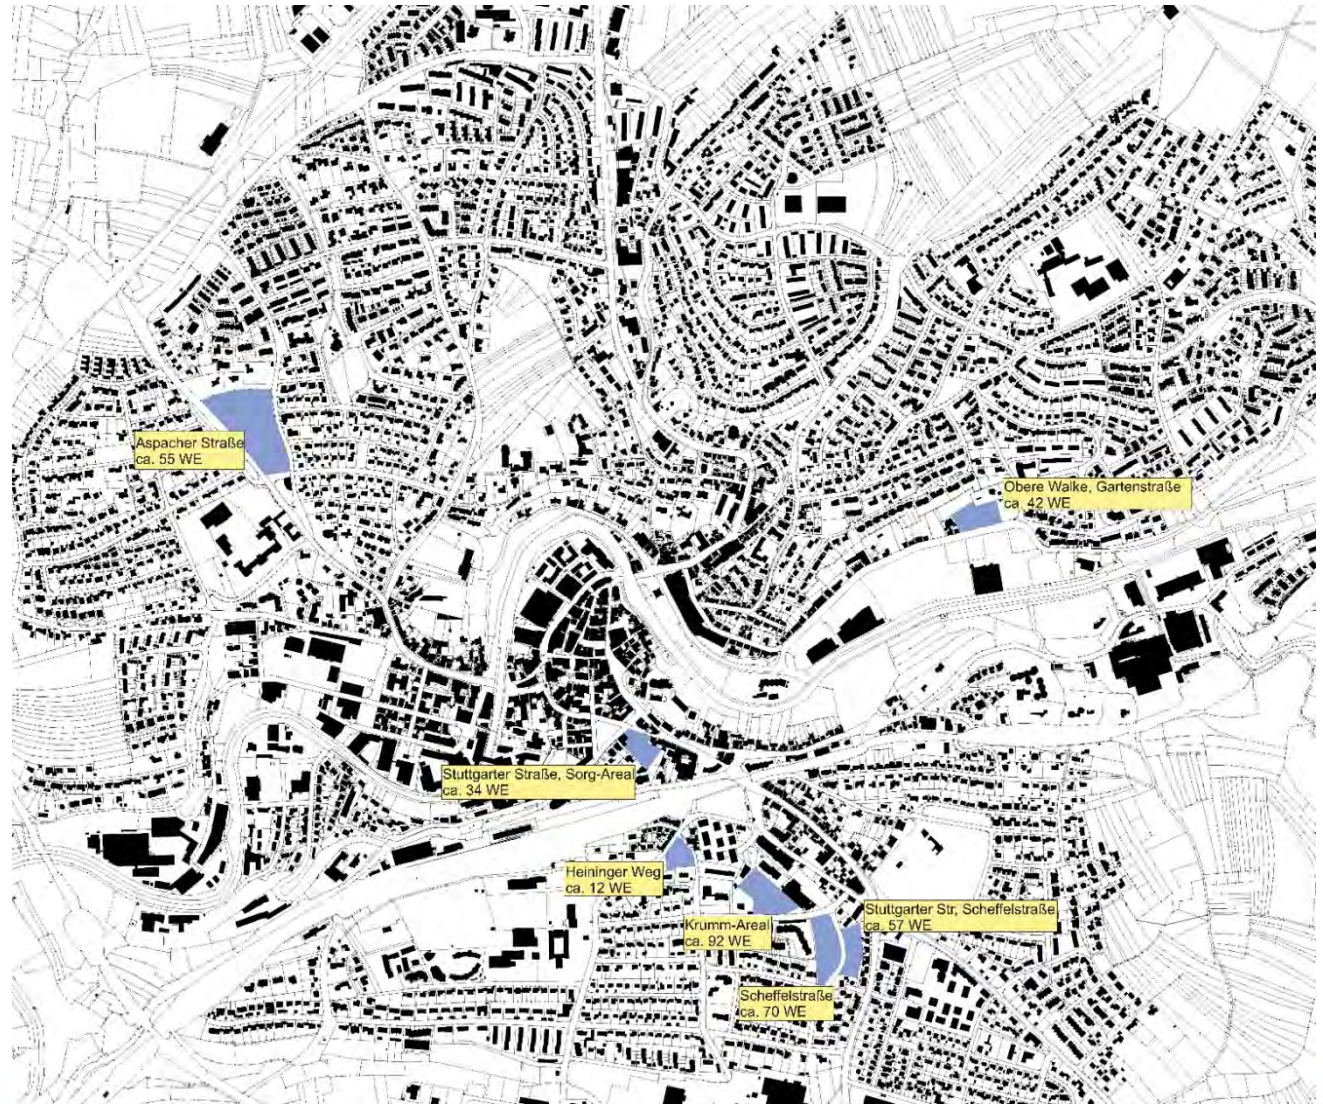 Aspacher Straße
ca. 55 WE
Obere Walke, Gartenstraße
ca. 42 WE
Stuttgarter Straße, Sorg-Areal
ca. 34 WE
Heininger Weg
ca. 12 WE
Krumm-Areal
ca. 92 WE
Stuttgarter Str, Scheffelstraße
ca. 57 WE
Scheffelstraße
ca. 70 WE